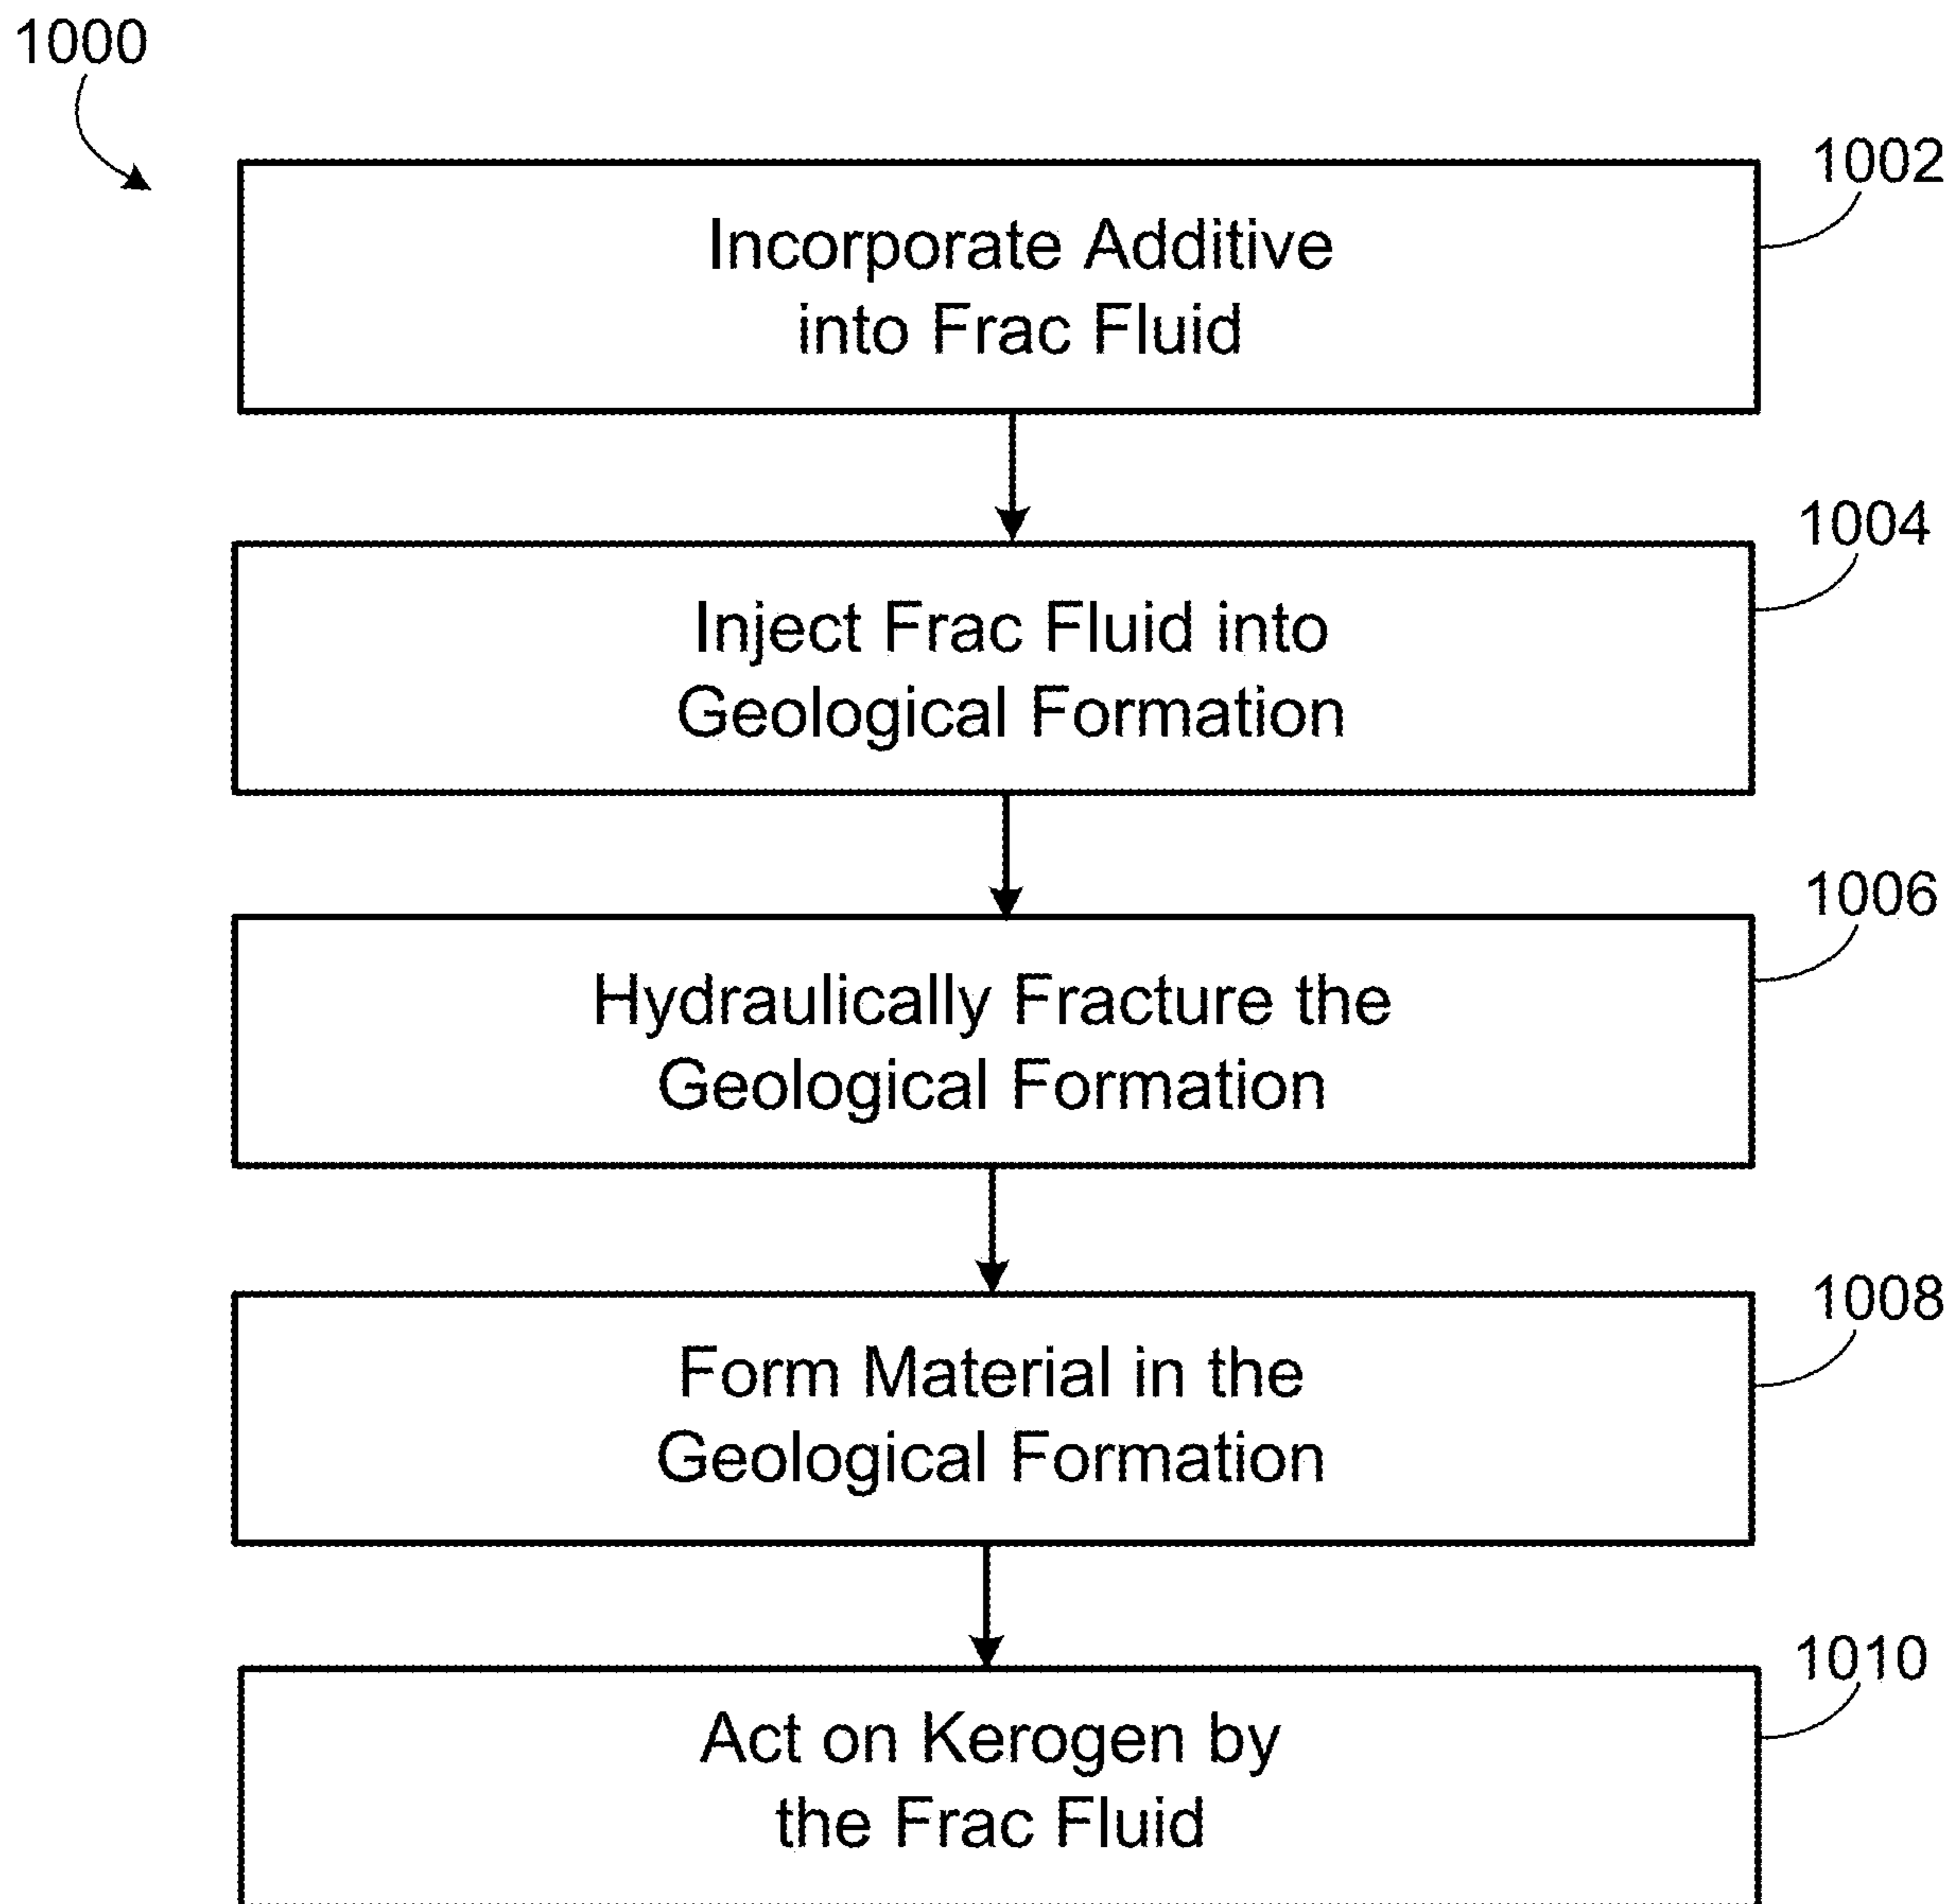 1000
1002
Incorporate Additive
into Frac Fluid
1004
Inject Frac Fluid into
Geological Formation
1006
Hydraulically Fracture the
Geological Formation
1008
Form Material in the
Geological Formation
1010
Act on Kerogen by
the Frac Fluid